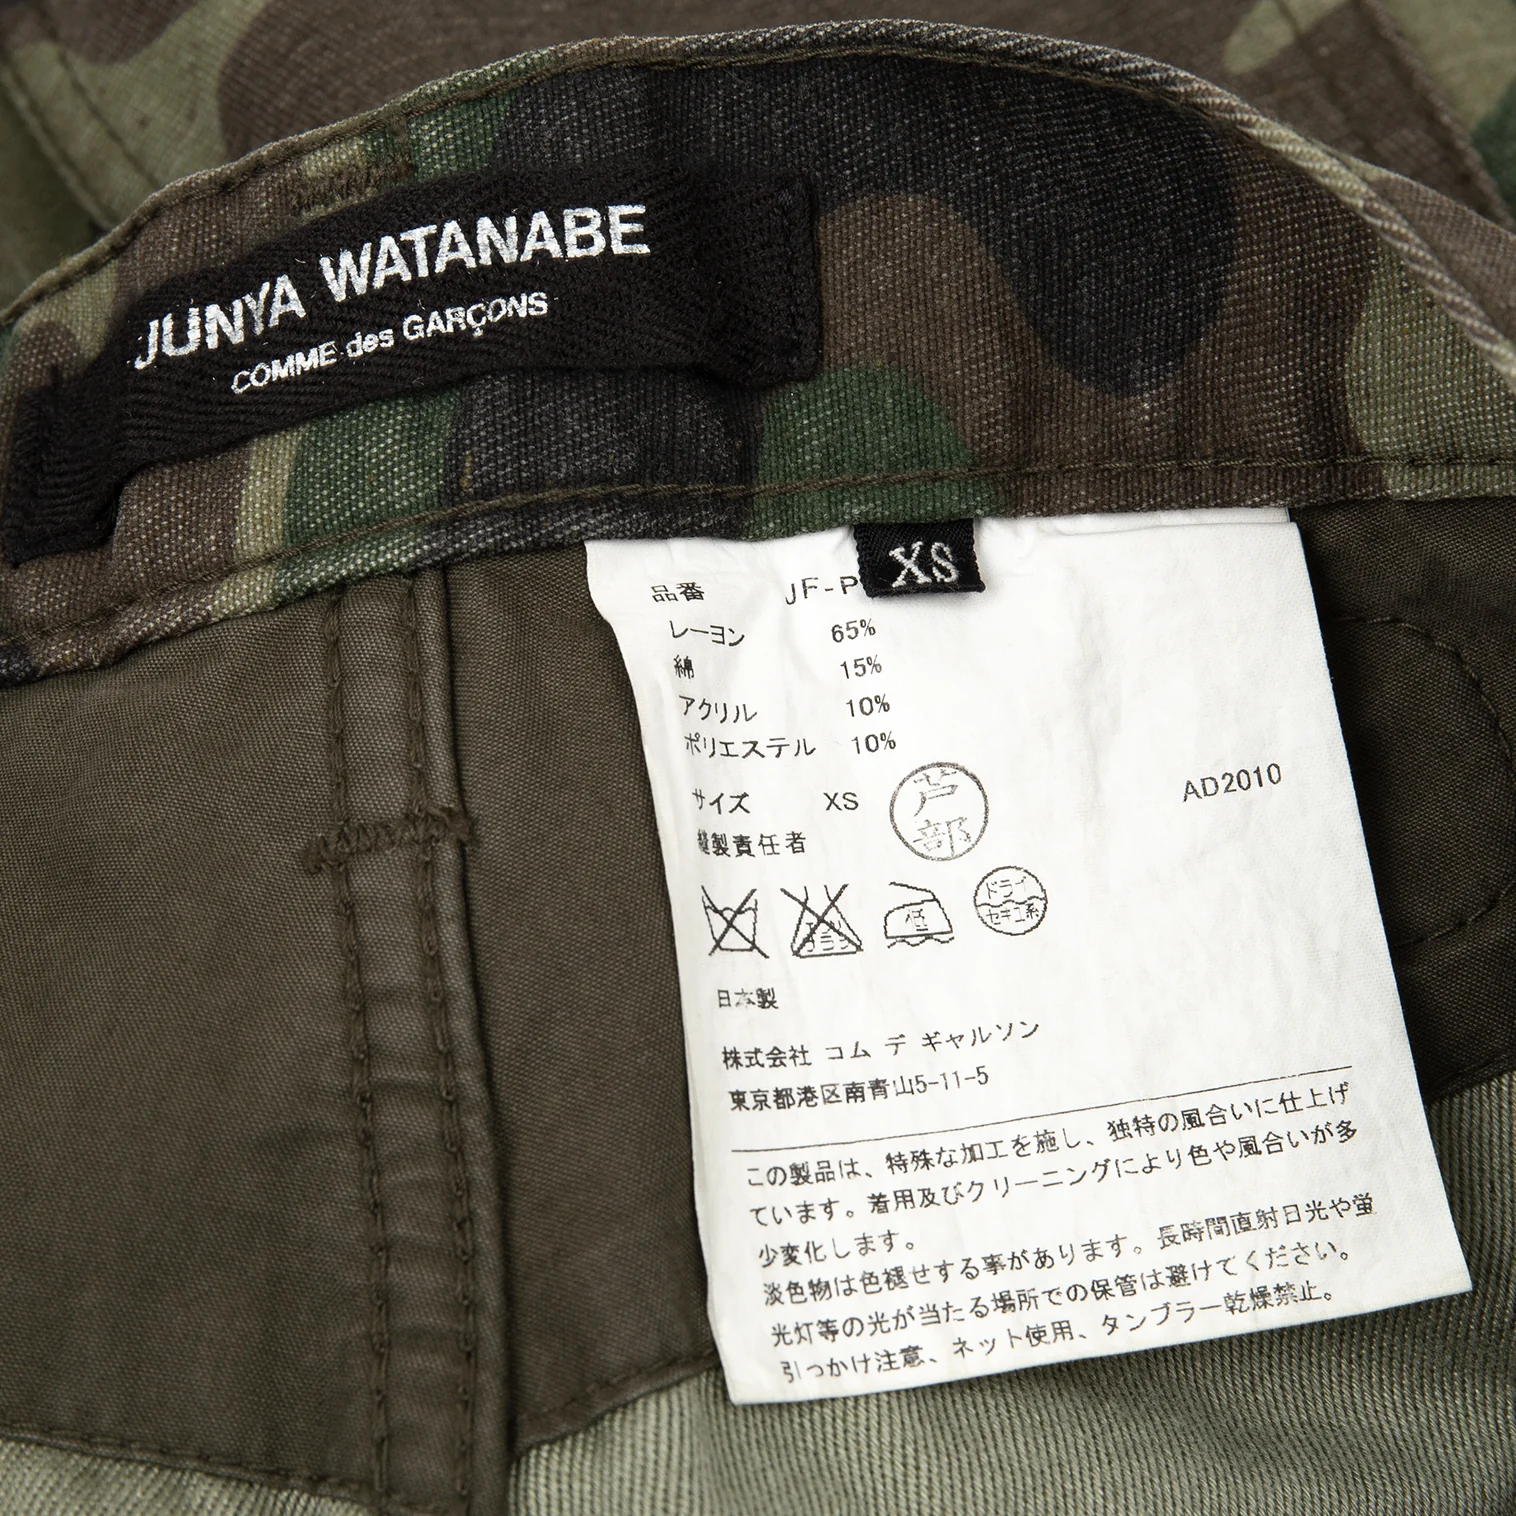 JUNYA WATANABE
COMME des GARÇONS
XS
品番 JF-P
レーヨン 65%
綿 15%
アクリル 10%
ポリエステル 10%
サイズ XS
縫製責任者
芦部
AD2010
低
ドライ
セキユ系
日本製
株式会社 コム デ ギャルソン
東京都港区南青山5-11-5
この製品は、特殊な加工を施し、独特の風合いに仕上げ
ています。着用及びクリーニングにより色や風合いが多
少変化します。
淡色物は色褪せする事があります。長時間直射日光や蛍
光灯等の光が当たる場所での保管は避けてください。
引っかけ注意、ネット使用、タンブラー乾燥禁止。